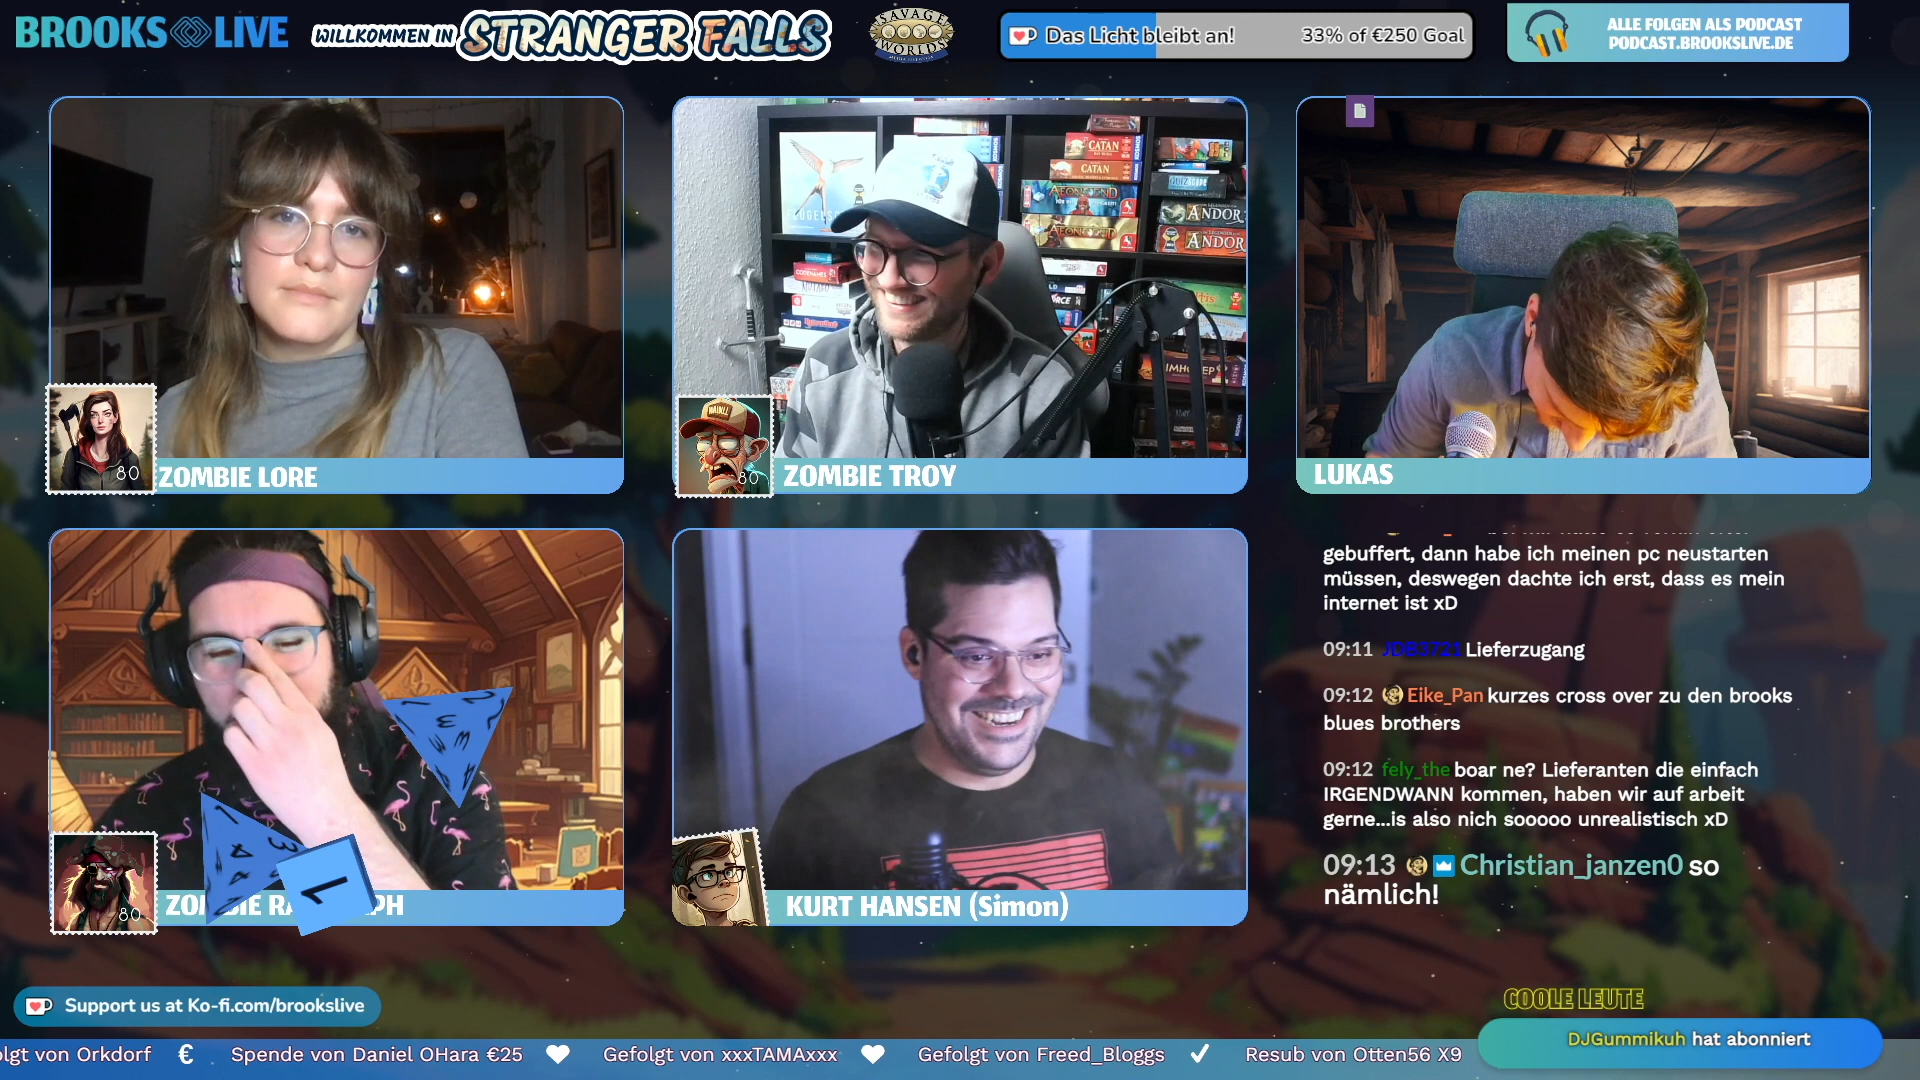 BROOKS LIVE
WILLKOMMEN IN STRANGER FALLS
SAVAGE WORLDS
Das Licht bleibt an! 33% of €250 Goal
ALLE FOLGEN ALS PODCAST
PODCAST.BROOKSLIVE.DE
CATAN
CATAN
AEON'S END
ANDOR
ANDOR
CODENAMES
IMHOTEP
80
ZOMBIE LORE
80
ZOMBIE TROY
LUKAS
gebuffert, dann habe ich meinen pc neustarten
müssen, deswegen dachte ich erst, dass es mein
internet ist xD
09:11 JDB3721 Lieferzugang
09:12 Eike_Pan kurzes cross over zu den brooks
blues brothers
09:12 fely_the boar ne? Lieferanten die einfach
IRGENDWANN kommen, haben wir auf arbeit
gerne...is also nich sooooo unrealistisch xD
09:13 Christian_janzen0 so
nämlich!
80
KURT HANSEN (Simon)
Support us at Ko-fi.com/brookslive
COOLE LEUTE
DJGummikuh hat abonniert
olgt von Orkdorf € Spende von Daniel OHara €25 Gefolgt von xxxTAMAxxx Gefolgt von Freed_Bloggs Resub von Otten56 X9